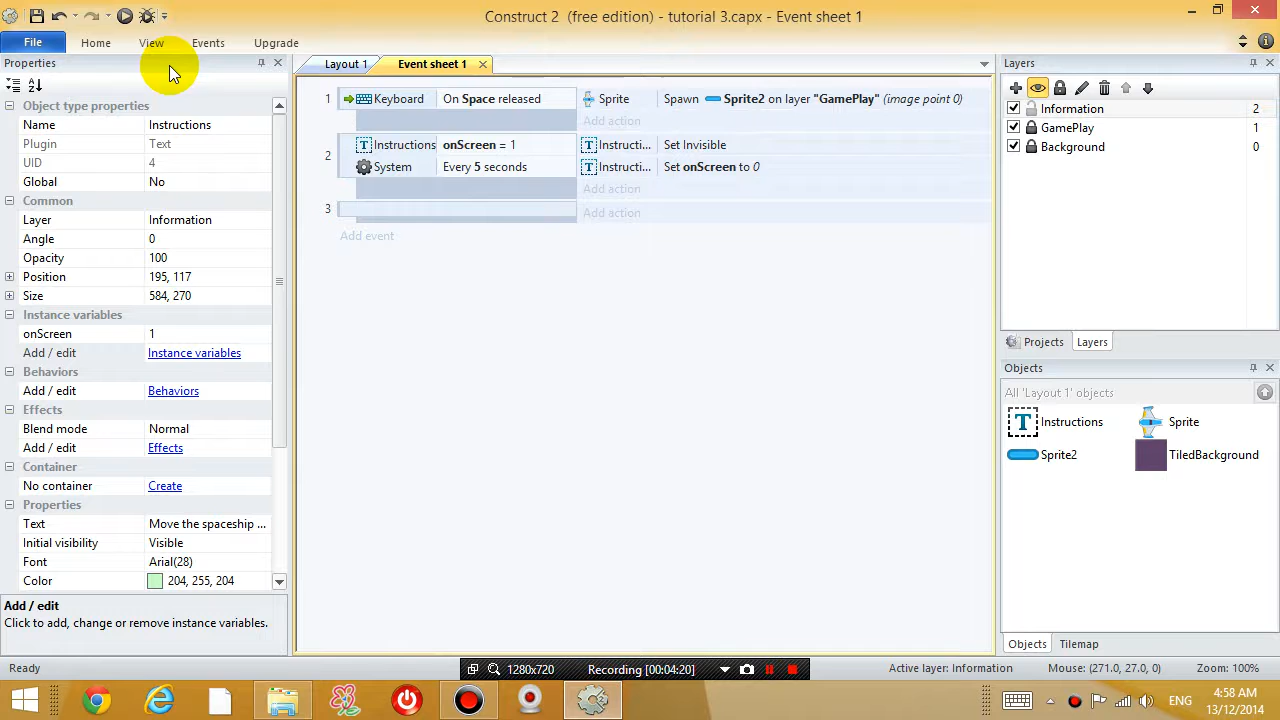 Construct 2 (free edition) - tutorial 3.capx - Event sheet 1
File Home View Events Upgrade
Properties
Object type properties
Name Instructions
Plugin Text
UID 4
Global No
Common
Layer Information
Angle 0
Opacity 100
Position 195, 117
Size 584, 270
Instance variables
onScreen 1
Add / edit Instance variables
Behaviors
Add / edit Behaviors
Effects
Blend mode Normal
Add / edit Effects
Container
No container Create
Properties
Text Move the spaceship ...
Initial visibility Visible
Font Arial(28)
Color 204, 255, 204
Add / edit
Click to add, change or remove instance variables.
Layout 1 Event sheet 1
1 Keyboard On Space released Sprite Spawn Sprite2 on layer "GamePlay" (image point 0)
Add action
2 Instructions onScreen = 1 Instructi... Set Invisible
System Every 5 seconds Instructi... Set onScreen to 0
Add action
3 Add action
Add event
Layers
Information 2
GamePlay 1
Background 0
Projects Layers
Objects
All 'Layout 1' objects
Instructions Sprite
Sprite2 TiledBackground
Objects Tilemap
Ready 1280x720 Recording [00:04:20] Active layer: Information Mouse: (271.0, 27.0, 0) Zoom: 100%
ENG
4:58 AM
13/12/2014